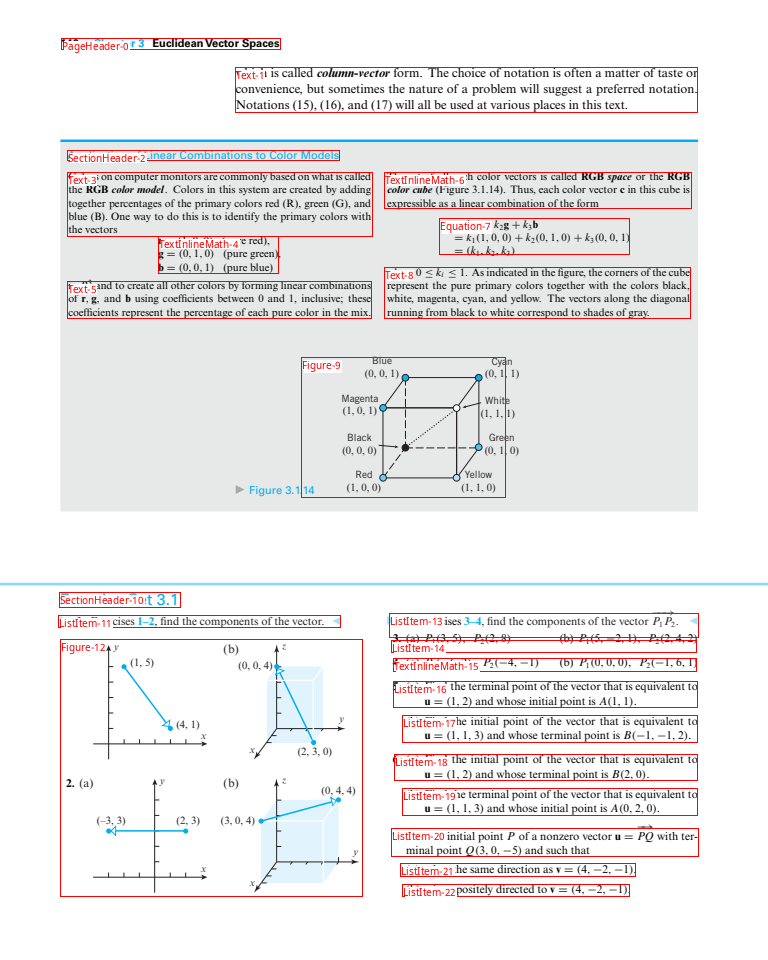 PageHeader-0 r 3 Euclidean Vector Spaces
Text-1 is called column-vector form. The choice of notation is often a matter of taste or
convenience, but sometimes the nature of a problem will suggest a preferred notation.
Notations (15), (16), and (17) will all be used at various places in this text.
SectionHeader-2 Linear Combinations to Color Models
Text-3 on computer monitors are commonly based on what is called
the RGB color model. Colors in this system are created by adding
together percentages of the primary colors red (R), green (G), and
blue (B). One way to do this is to identify the primary colors with
the vectors
TextInlineMath-4 re red),
g = (0, 1, 0) (pure green),
b = (0, 0, 1) (pure blue)
Text-5 and to create all other colors by forming linear combinations
of r, g, and b using coefficients between 0 and 1, inclusive; these
coefficients represent the percentage of each pure color in the mix.
TextInlineMath-6 ch color vectors is called RGB space or the RGB
color cube (Figure 3.1.14). Thus, each color vector c in this cube is
expressible as a linear combination of the form
Equation-7 k₂g + k₃b
= k₁(1, 0, 0) + k₂(0, 1, 0) + k₃(0, 0, 1)
= (k₁, k₂, k₃)
Text-8 0 ≤ kᵢ ≤ 1. As indicated in the figure, the corners of the cube
represent the pure primary colors together with the colors black,
white, magenta, cyan, and yellow. The vectors along the diagonal
running from black to white correspond to shades of gray.
Figure-9
Blue
(0, 0, 1)
Cyan
(0, 1, 1)
Magenta
(1, 0, 1)
White
(1, 1, 1)
Black
(0, 0, 0)
Green
(0, 1, 0)
Red
(1, 0, 0)
Yellow
(1, 1, 0)
Figure 3.1.14
SectionHeader-10 t 3.1
ListItem-11 cises 1–2, find the components of the vector.
Figure-12
y
(1, 5)
(4, 1)
x
(b)
z
(0, 0, 4)
y
(2, 3, 0)
x
2. (a)
y
(–3, 3)
(2, 3)
x
(b)
z
(0, 4, 4)
(3, 0, 4)
y
x
ListItem-13 ises 3–4, find the components of the vector P₁P₂.
3. (a) P₁(3, 5), P₂(2, 8) (b) P₁(5, −2, 1), P₂(2, 4, 2)
ListItem-14
TextInlineMath-15 P₂(−4, −1) (b) P₁(0, 0, 0), P₂(−1, 6, 1)
ListItem-16 the terminal point of the vector that is equivalent to
u = (1, 2) and whose initial point is A(1, 1).
ListItem-17 he initial point of the vector that is equivalent to
u = (1, 1, 3) and whose terminal point is B(−1, −1, 2).
ListItem-18 the initial point of the vector that is equivalent to
u = (1, 2) and whose terminal point is B(2, 0).
ListItem-19 he terminal point of the vector that is equivalent to
u = (1, 1, 3) and whose initial point is A(0, 2, 0).
ListItem-20 initial point P of a nonzero vector u = PQ with ter-
minal point Q(3, 0, −5) and such that
ListItem-21 he same direction as v = (4, −2, −1).
ListItem-22 positely directed to v = (4, −2, −1).